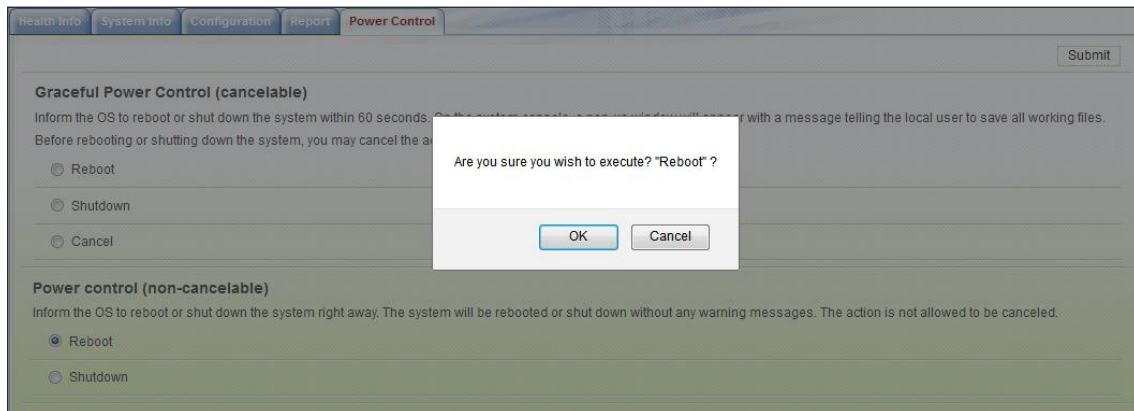 Health Info System Info Configuration Report Power Control
Submit
Graceful Power Control (cancelable)
Inform the OS to reboot or shut down the system within 60 seconds. with a message telling the local user to save all working files.
Before rebooting or shutting down the system, you may cancel the
Are you sure you wish to execute? "Reboot" ?
Reboot
Shutdown
OK Cancel
Cancel
Power control (non-cancelable)
Inform the OS to reboot or shut down the system right away. The system will be rebooted or shut down without any warning messages. The action is not allowed to be canceled.
Reboot
Shutdown